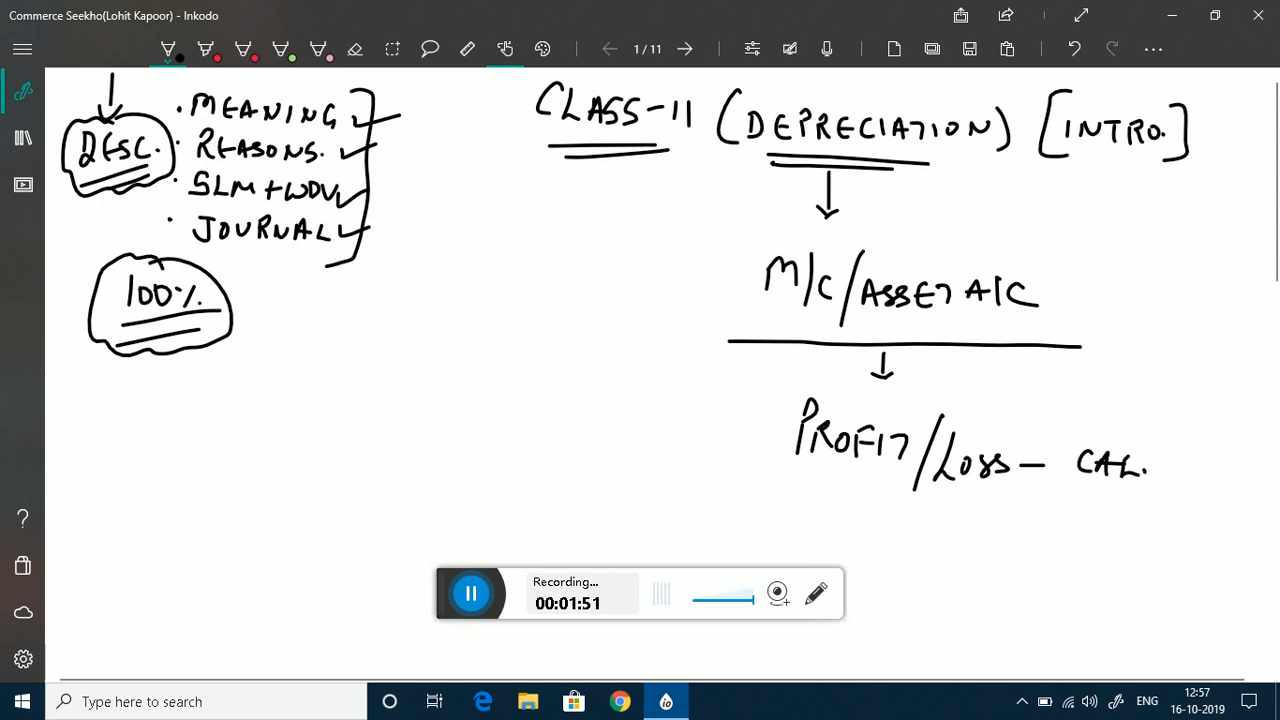 Commerce Seekho(Lohit Kapoor) - Inkodo
1/11
CLASS-11 (DEPRECIATION) [INTRO.]
DESC.
· MEANING
· REASONS.
· SLM+WDV
· JOURNAL
100%
M/C/ASSET A/C
PROFIT/LOSS- CAL.
Recording...
00:01:51
Type here to search
ENG
12:57
16-10-2019